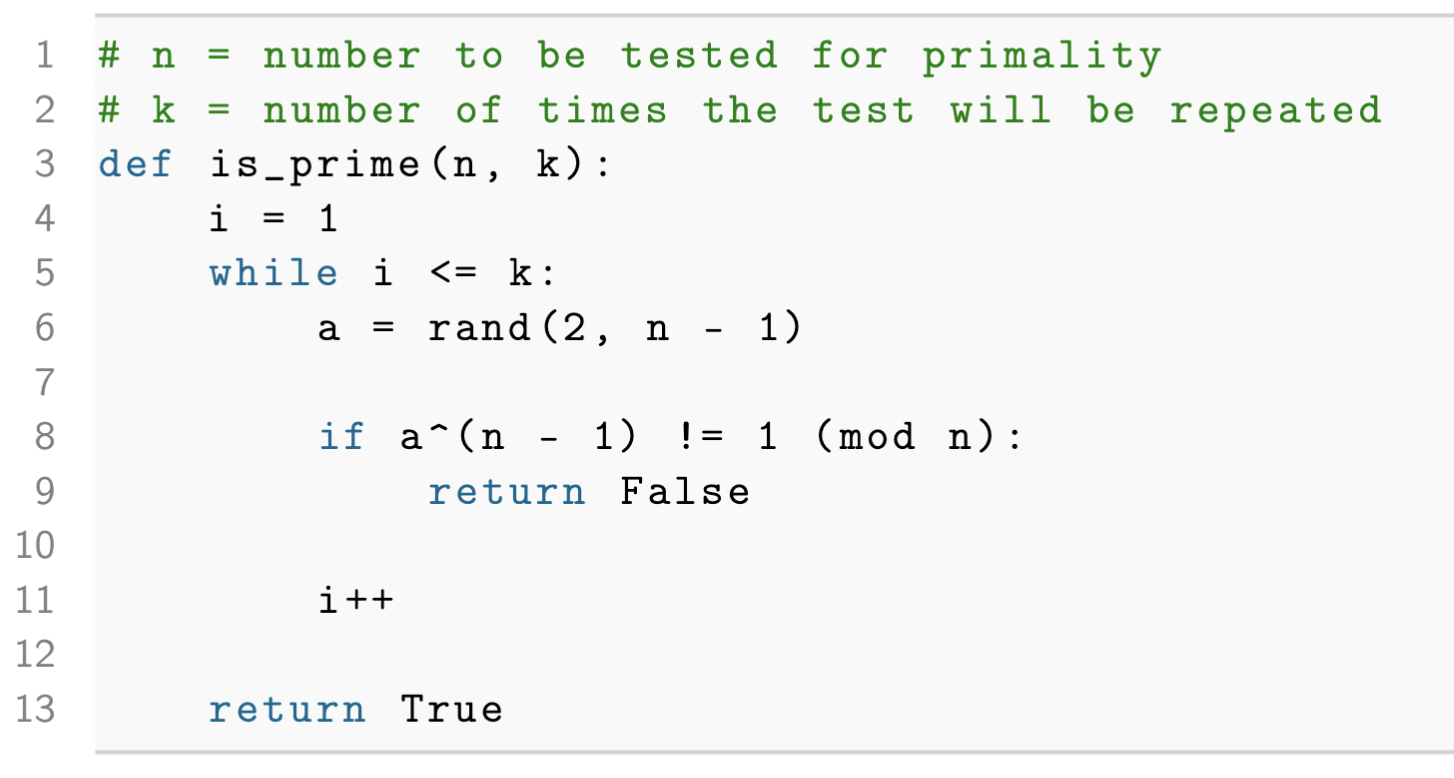 1 # n = number to be tested for primality
2 # k = number of times the test will be repeated
3 def is_prime(n, k):
4     i = 1
5     while i <= k:
6         a = rand(2, n - 1)
7
8         if a^(n - 1) != 1 (mod n):
9             return False
10
11         i++
12
13     return True